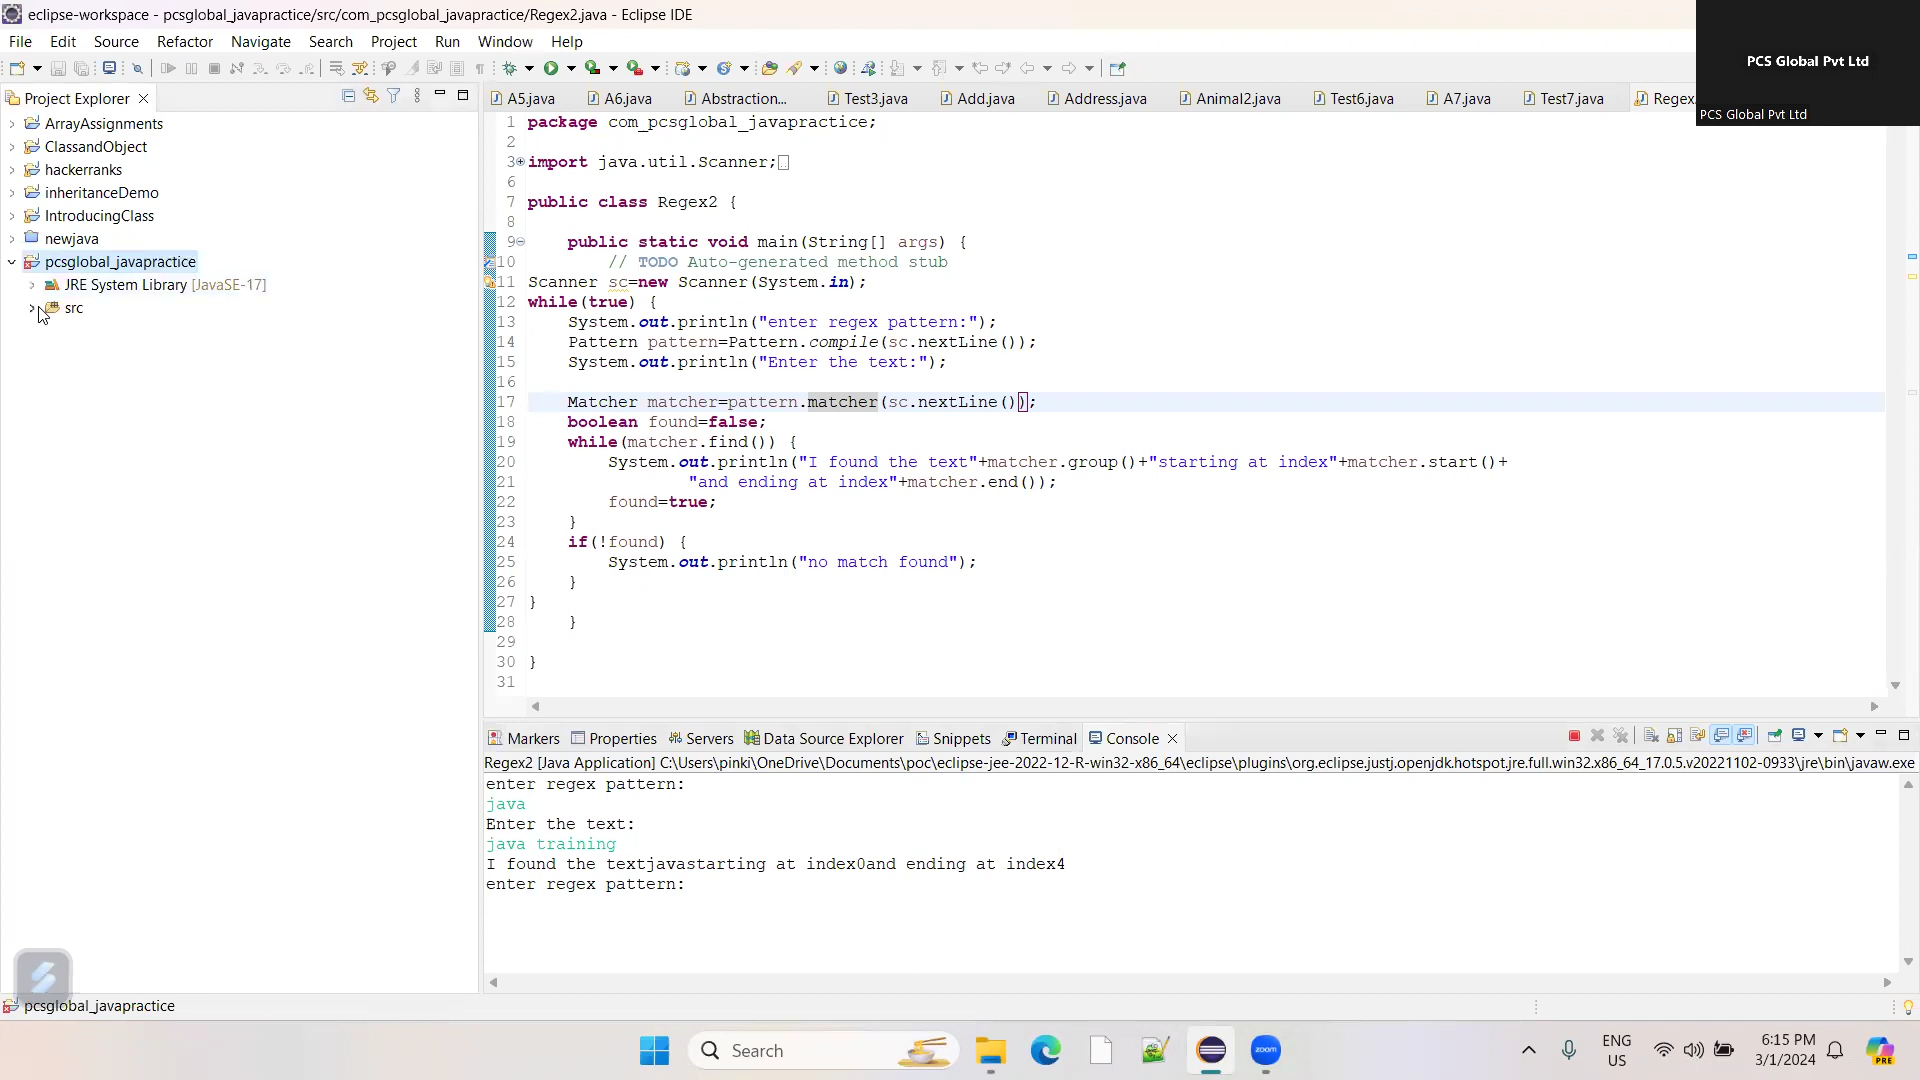 eclipse-workspace - pcsglobal_javapractice/src/com_pcsglobal_javapractice/Regex2.java - Eclipse IDE
File Edit Source Refactor Navigate Search Project Run Window Help
PCS Global Pvt Ltd
PCS Global Pvt Ltd
Project Explorer
A5.java A6.java Abstraction... Test3.java Add.java Address.java Animal2.java Test6.java A7.java Test7.java Regex
ArrayAssignments
ClassandObject
hackerranks
inheritanceDemo
IntroducingClass
newjava
pcsglobal_javapractice
JRE System Library [JavaSE-17]
src
1 package com_pcsglobal_javapractice;
2
3 import java.util.Scanner;
6
7 public class Regex2 {
8
9 public static void main(String[] args) {
10 // TODO Auto-generated method stub
11 Scanner sc=new Scanner(System.in);
12 while(true) {
13 System.out.println("enter regex pattern:");
14 Pattern pattern=Pattern.compile(sc.nextLine());
15 System.out.println("Enter the text:");
16
17 Matcher matcher=pattern.matcher(sc.nextLine());
18 boolean found=false;
19 while(matcher.find()) {
20 System.out.println("I found the text"+matcher.group()+"starting at index"+matcher.start()+
21 "and ending at index"+matcher.end());
22 found=true;
23 }
24 if(!found) {
25 System.out.println("no match found");
26 }
27 }
28 }
29
30 }
31
Markers Properties Servers Data Source Explorer Snippets Terminal Console
Regex2 [Java Application] C:\Users\pinki\OneDrive\Documents\poc\eclipse-jee-2022-12-R-win32-x86_64\eclipse\plugins\org.eclipse.justj.openjdk.hotspot.jre.full.win32.x86_64_17.0.5.v20221102-0933\jre\bin\javaw.exe
enter regex pattern:
java
Enter the text:
java training
I found the textjavastarting at index0and ending at index4
enter regex pattern:
pcsglobal_javapractice
Search
zoom
ENG
US
6:15 PM
3/1/2024
PRE